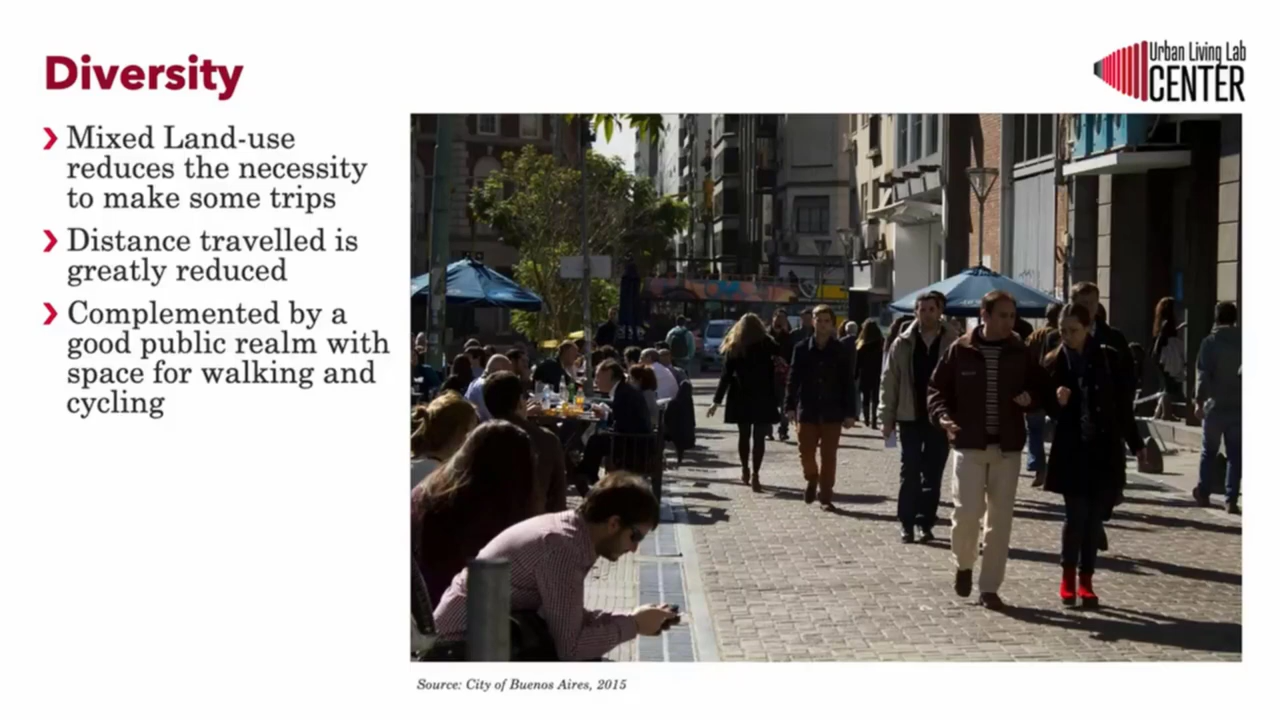 Diversity
Urban Living Lab
CENTER
❯ Mixed Land-use
reduces the necessity
to make some trips
❯ Distance travelled is
greatly reduced
❯ Complemented by a
good public realm with
space for walking and
cycling
Source: City of Buenos Aires, 2015